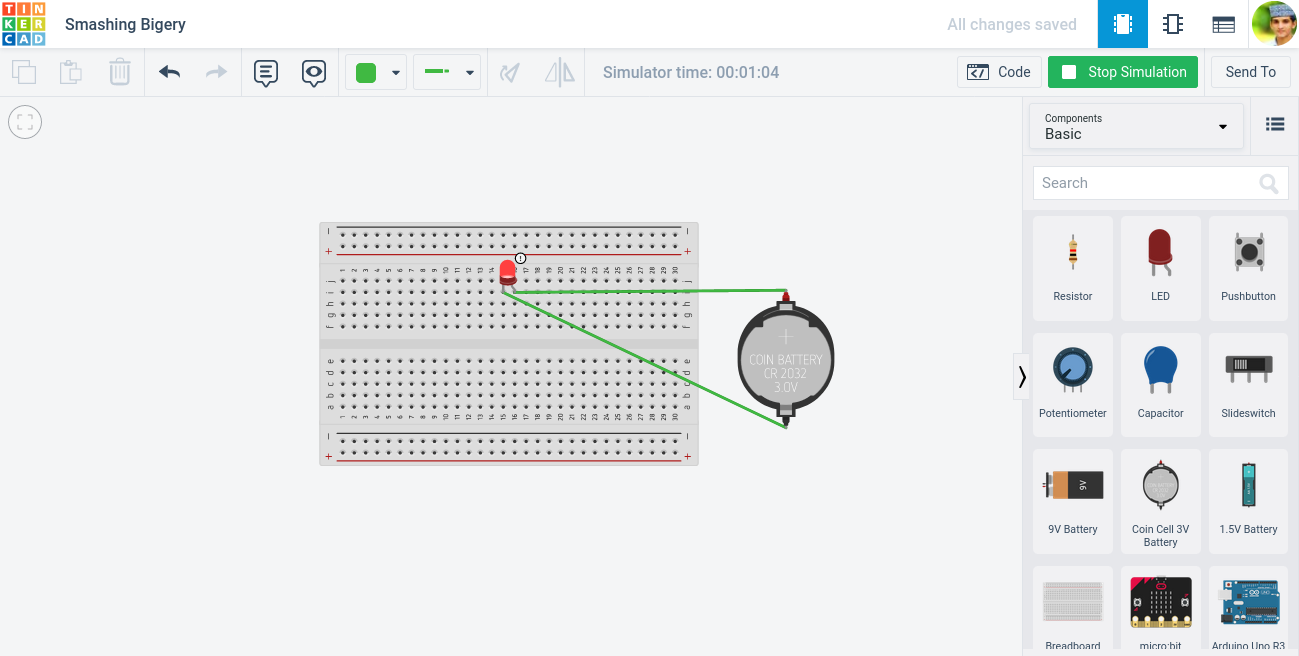 TIN
KER
CAD
Smashing Bigery
All changes saved
Simulator time: 00:01:04
Code
Stop Simulation
Send To
Components
Basic
Search
Resistor
LED
Pushbutton
Potentiometer
Capacitor
Slideswitch
9V
9V Battery
Coin Cell 3V
Battery
1.5V Battery
Breadboard
micro:bit
Arduino Uno R3
COIN BATTERY
CR 2032
3.0V